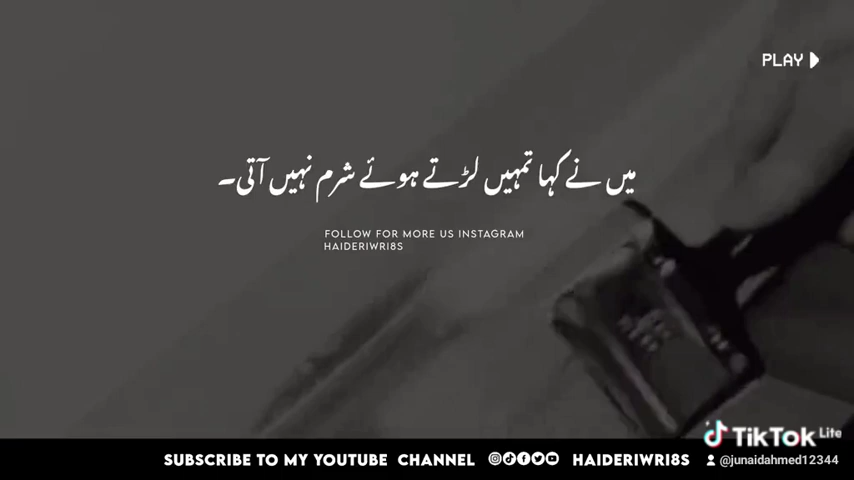 PLAY
میں نے کہا تمہیں لڑتے ہوئے شرم نہیں آتی۔
FOLLOW FOR MORE US INSTAGRAM
HAIDERIWRI8S
TikTok Lite
SUBSCRIBE TO MY YOUTUBE CHANNEL HAIDERIWRI8S
@junaidahmed12344